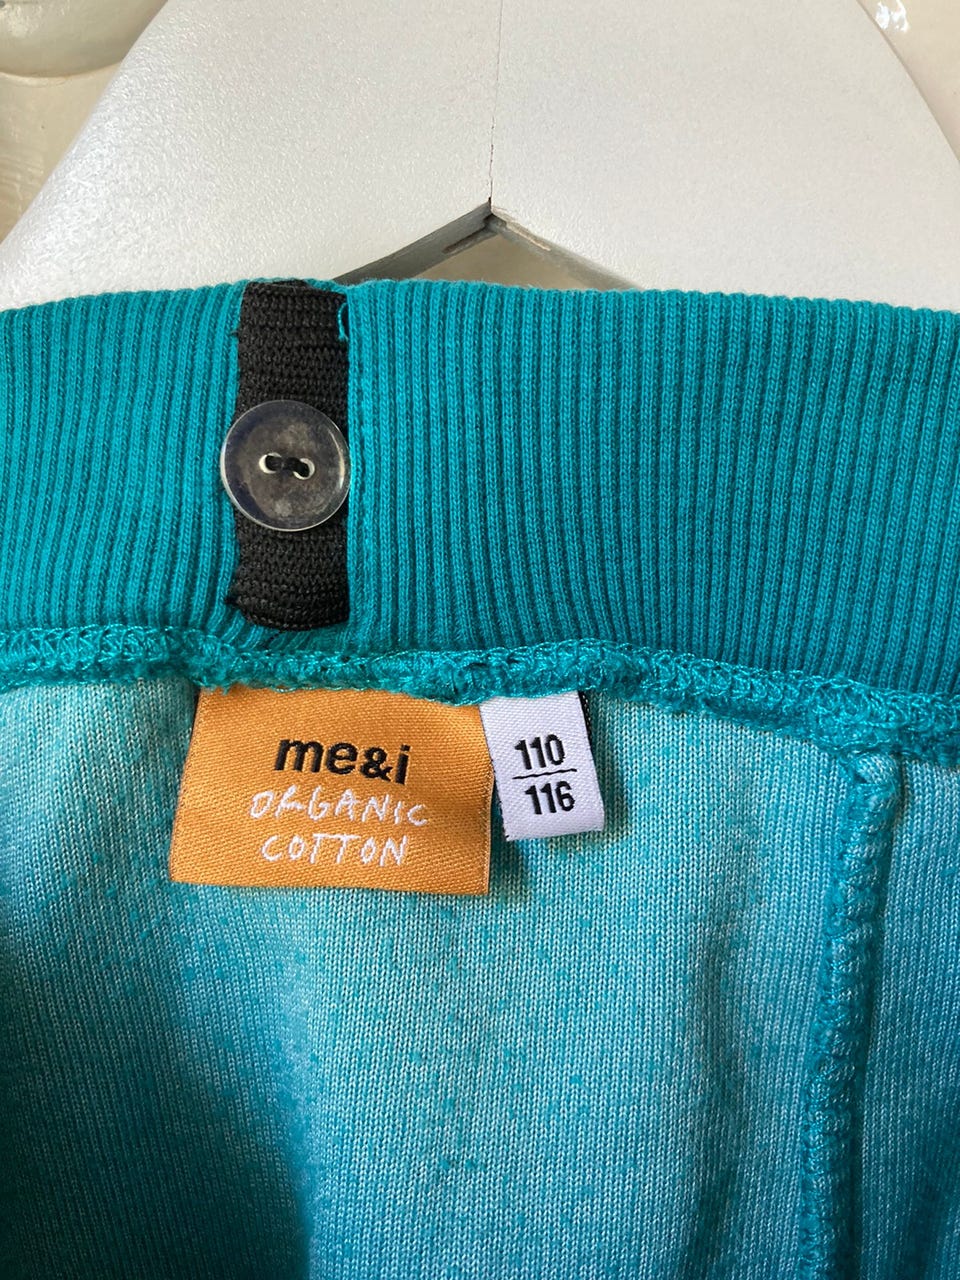 me&i
ORGANIC
COTTON
110
116